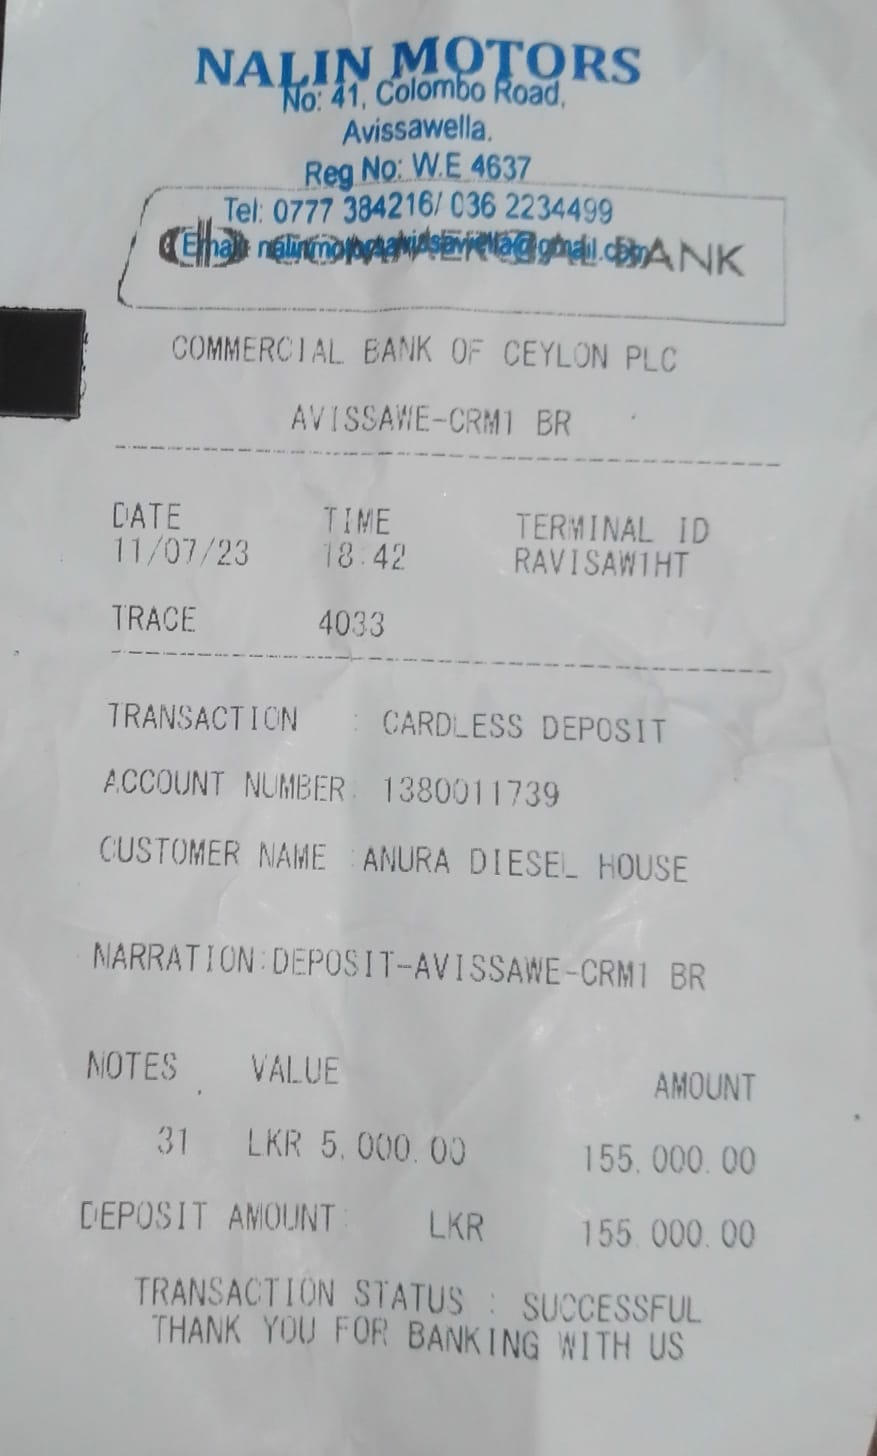 NALIN MOTORS
No: 41, Colombo Road,
Avissawella.
Reg No: W.E 4637
Tel: 0777 384216/ 036 2234499
Email: @gmail.com
BANK
COMMERCIAL BANK OF CEYLON PLC
AVISSAWE-CRM1 BR
DATE TIME TERMINAL ID
11/07/23 18:42 RAVISAW1HT
TRACE 4033
TRANSACTION : CARDLESS DEPOSIT
ACCOUNT NUMBER: 1380011739
CUSTOMER NAME :ANURA DIESEL HOUSE
NARRATION:DEPOSIT-AVISSAWE-CRM1 BR
NOTES VALUE AMOUNT
31 LKR 5,000.00 155,000.00
DEPOSIT AMOUNT: LKR 155,000.00
TRANSACTION STATUS : SUCCESSFUL
THANK YOU FOR BANKING WITH US